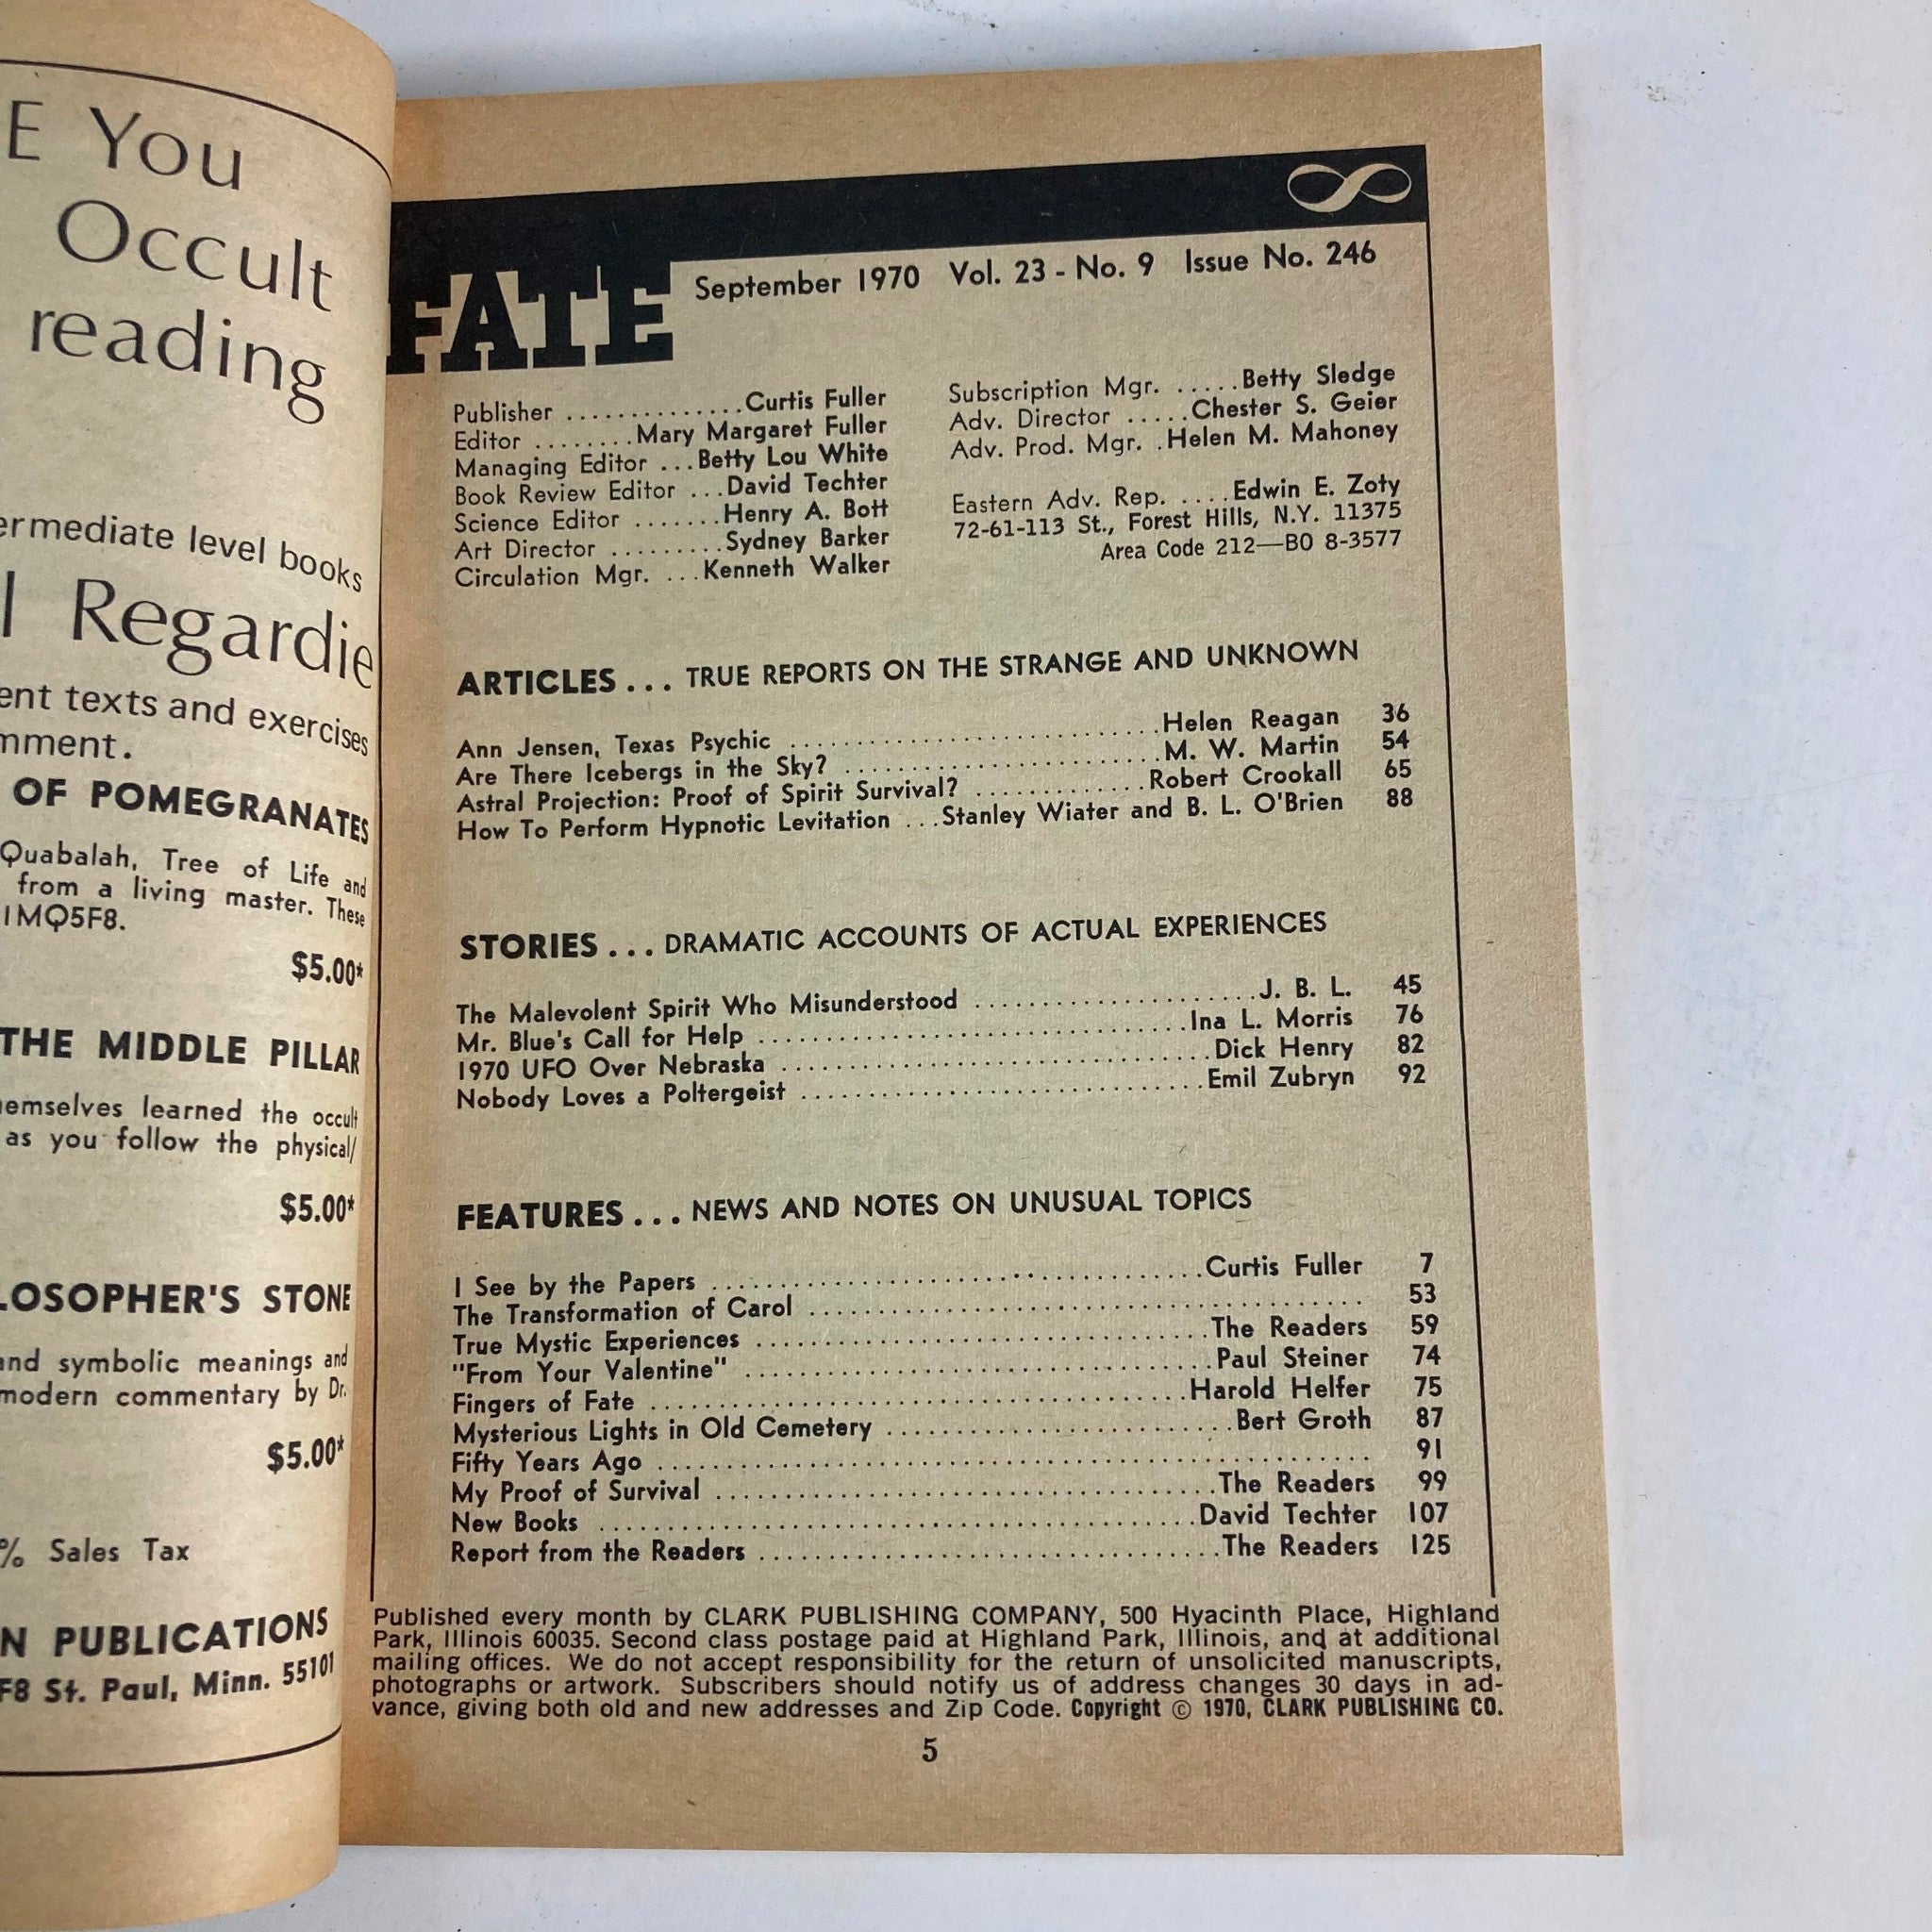 E You
Occult
reading
ermediate level books
l Regardie
ent texts and exercises
mment.
OF POMEGRANATES
Quabalah, Tree of Life and
from a living master. These
1MQ5F8.
$5.00*
THE MIDDLE PILLAR
hemselves learned the occult
as you follow the physical/
$5.00*
LOSOPHER'S STONE
and symbolic meanings and
modern commentary by Dr.
$5.00*
% Sales Tax
N PUBLICATIONS
F8 St. Paul, Minn. 55101
FATE
September 1970 Vol. 23 - No. 9 Issue No. 246
Publisher ..............Curtis Fuller
Editor ........Mary Margaret Fuller
Managing Editor ...Betty Lou White
Book Review Editor ...David Techter
Science Editor .......Henry A. Bott
Art Director .........Sydney Barker
Circulation Mgr. ...Kenneth Walker
Subscription Mgr. .....Betty Sledge
Adv. Director .....Chester S. Geier
Adv. Prod. Mgr. .Helen M. Mahoney
Eastern Adv. Rep. ....Edwin E. Zoty
72-61-113 St., Forest Hills, N.Y. 11375
Area Code 212—BO 8-3577
ARTICLES ... TRUE REPORTS ON THE STRANGE AND UNKNOWN
Ann Jensen, Texas Psychic ............................Helen Reagan 36
Are There Icebergs in the Sky? ........................M. W. Martin 54
Astral Projection: Proof of Spirit Survival? .............Robert Crookall 65
How To Perform Hypnotic Levitation ...Stanley Wiater and B. L. O'Brien 88
STORIES ... DRAMATIC ACCOUNTS OF ACTUAL EXPERIENCES
The Malevolent Spirit Who Misunderstood .....................J. B. L. 45
Mr. Blue's Call for Help ................................Ina L. Morris 76
1970 UFO Over Nebraska ................................Dick Henry 82
Nobody Loves a Poltergeist ..............................Emil Zubryn 92
FEATURES ... NEWS AND NOTES ON UNUSUAL TOPICS
I See by the Papers .....................................Curtis Fuller 7
The Transformation of Carol ......................................... 53
True Mystic Experiences ..................................The Readers 59
"From Your Valentine" ...................................Paul Steiner 74
Fingers of Fate ........................................Harold Helfer 75
Mysterious Lights in Old Cemetery ..........................Bert Groth 87
Fifty Years Ago ..................................................... 91
My Proof of Survival .....................................The Readers 99
New Books .............................................David Techter 107
Report from the Readers ..................................The Readers 125
Published every month by CLARK PUBLISHING COMPANY, 500 Hyacinth Place, Highland
Park, Illinois 60035. Second class postage paid at Highland Park, Illinois, and at additional
mailing offices. We do not accept responsibility for the return of unsolicited manuscripts,
photographs or artwork. Subscribers should notify us of address changes 30 days in ad-
vance, giving both old and new addresses and Zip Code. Copyright © 1970, CLARK PUBLISHING CO.
5